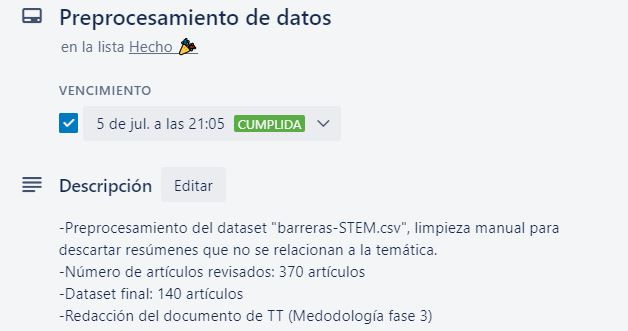 Preprocesamiento de datos
en la lista Hecho 🎉
VENCIMIENTO
5 de jul. a las 21:05 CUMPLIDA
Descripción Editar
-Preprocesamiento del dataset "barreras-STEM.csv", limpieza manual para
descartar resúmenes que no se relacionan a la temática.
-Número de artículos revisados: 370 artículos
-Dataset final: 140 artículos
-Redacción del documento de TT (Medodología fase 3)